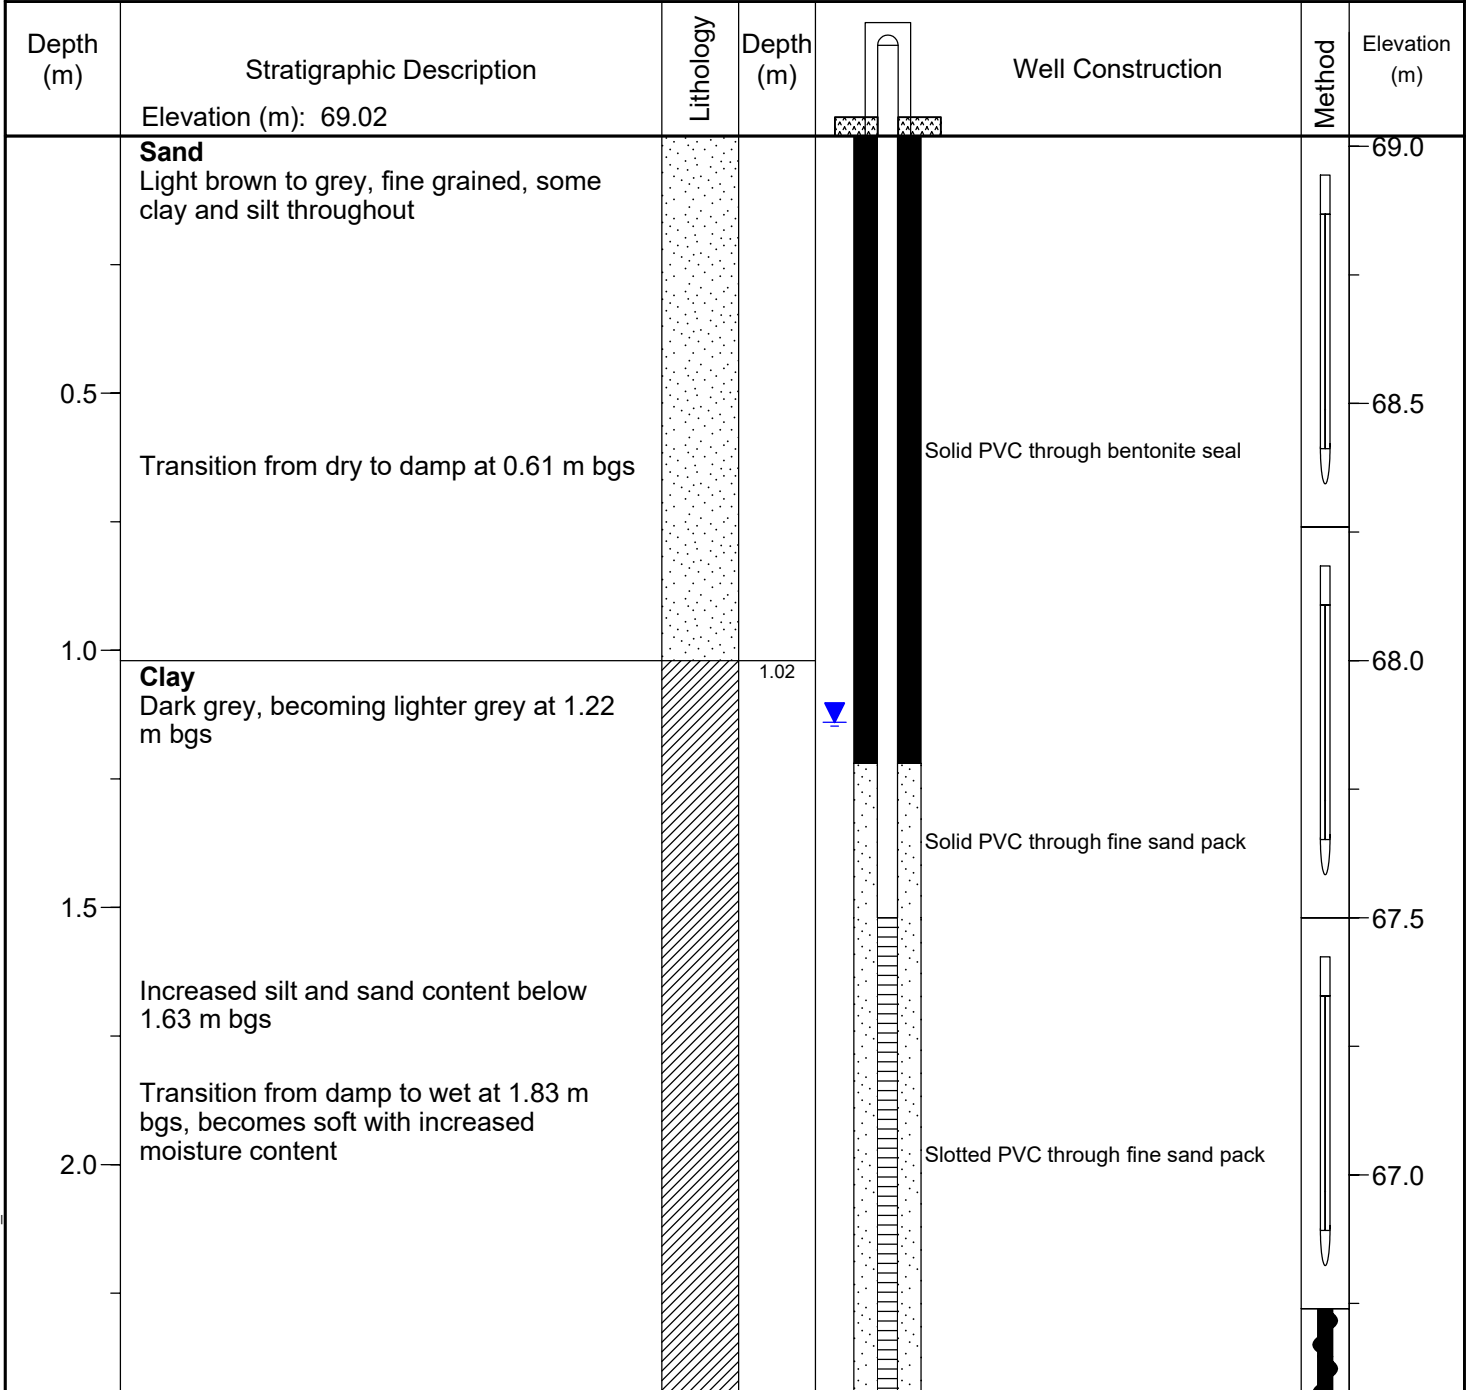 Depth
(m)
Stratigraphic Description
Elevation (m): 69.02
Lithology
Depth
(m)
Well Construction
Method
Elevation
(m)
Sand
Light brown to grey, fine grained, some
clay and silt throughout
69.0
0.5
68.5
Transition from dry to damp at 0.61 m bgs
Solid PVC through bentonite seal
1.0
68.0
Clay
Dark grey, becoming lighter grey at 1.22
m bgs
1.02
Solid PVC through fine sand pack
1.5
67.5
Increased silt and sand content below
1.63 m bgs
Transition from damp to wet at 1.83 m
bgs, becomes soft with increased
moisture content
2.0
Slotted PVC through fine sand pack
67.0